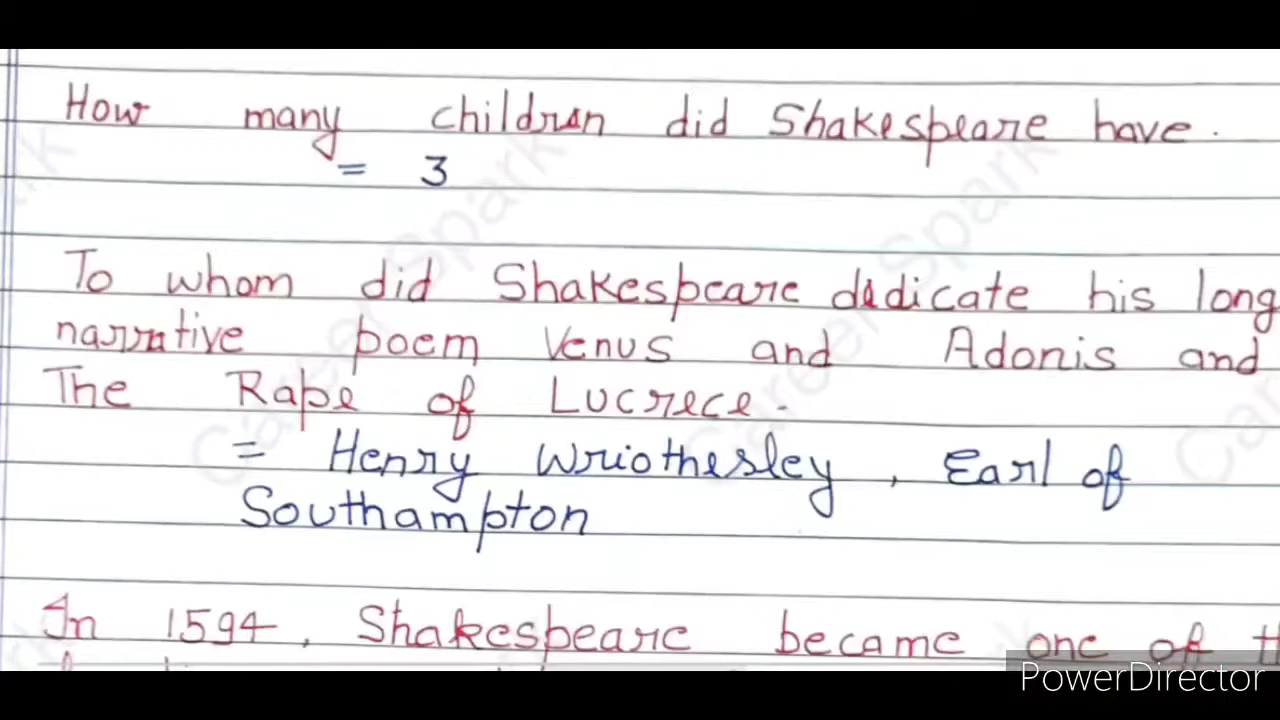 How many children did Shakespeare have.
= 3
To whom did Shakespeare dedicate his long
narrative poem Venus and Adonis and
The Rape of Lucrece.
= Henry Wriothesley, Earl of
Southampton
In 1594, Shakespeare became one of
PowerDirector